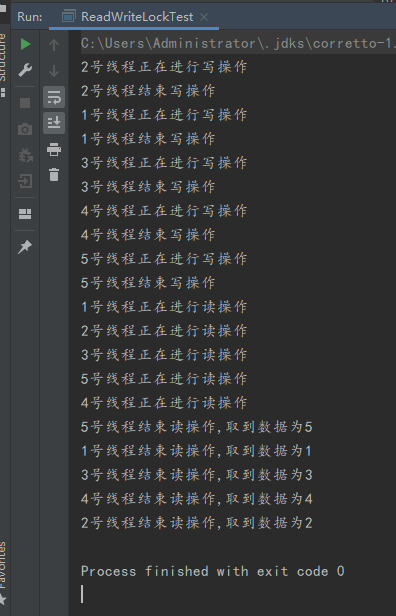 Run: ReadWriteLockTest
Structure
C:\Users\Administrator\.jdks\corretto-1.
2号线程正在进行写操作
2号线程结束写操作
1号线程正在进行写操作
1号线程结束写操作
3号线程正在进行写操作
3号线程结束写操作
4号线程正在进行写操作
4号线程结束写操作
5号线程正在进行写操作
5号线程结束写操作
1号线程正在进行读操作
2号线程正在进行读操作
3号线程正在进行读操作
5号线程正在进行读操作
4号线程正在进行读操作
5号线程结束读操作,取到数据为5
1号线程结束读操作,取到数据为1
3号线程结束读操作,取到数据为3
4号线程结束读操作,取到数据为4
2号线程结束读操作,取到数据为2
Process finished with exit code 0
Favorites